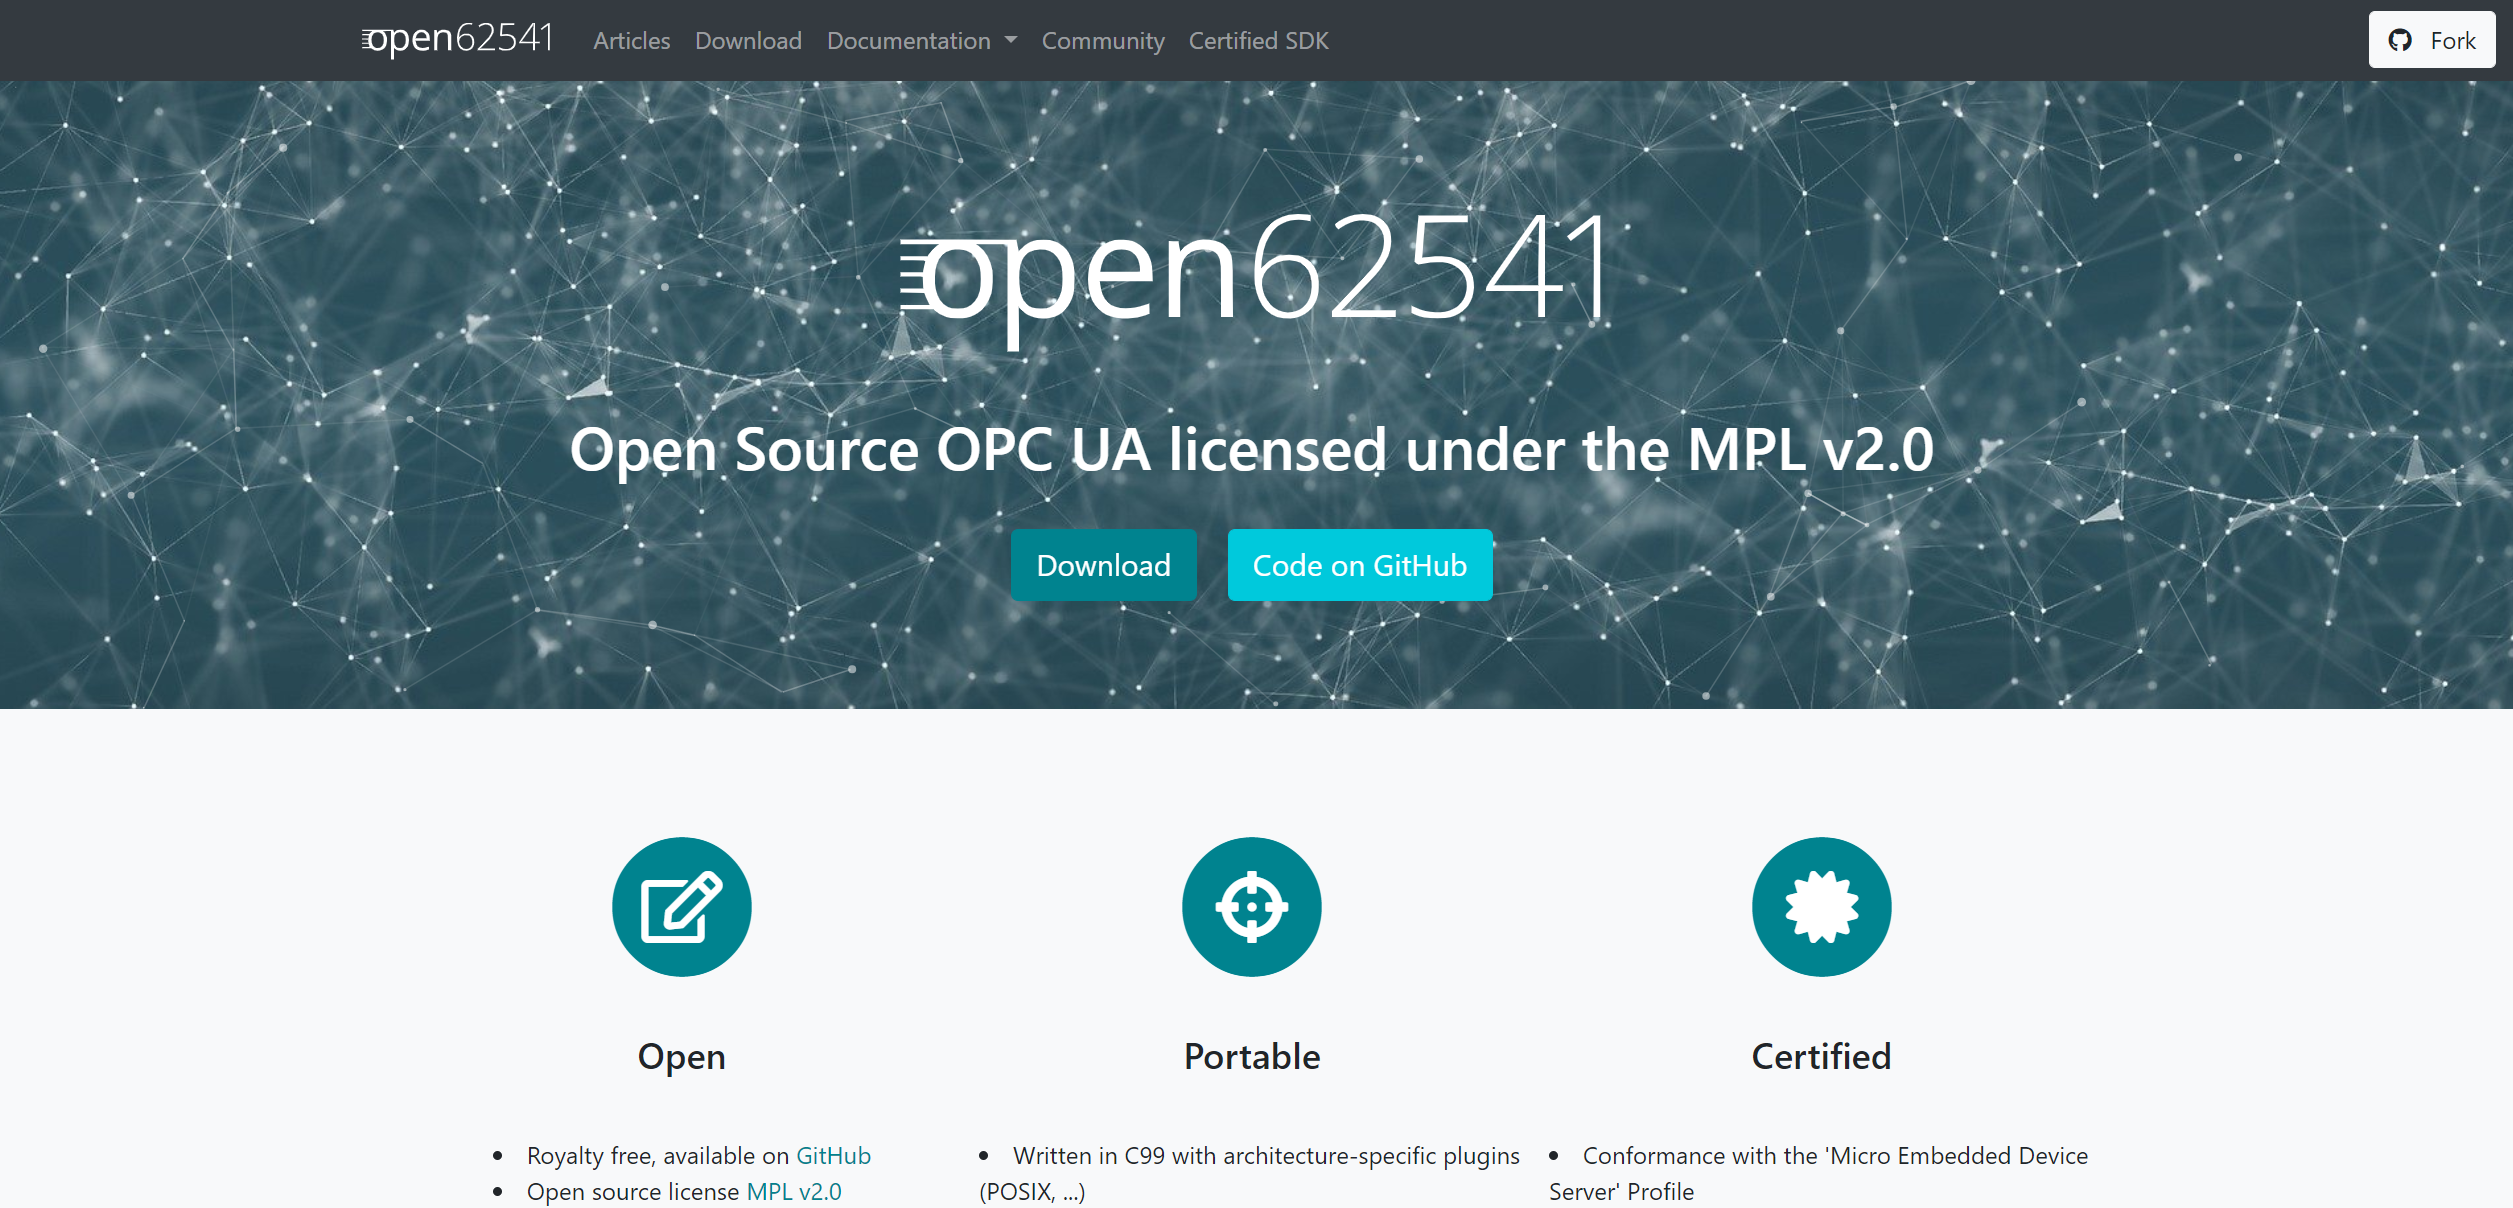 open62541 Articles Download Documentation Community Certified SDK Fork
open62541
Open Source OPC UA licensed under the MPL v2.0
Download Code on GitHub
Open
Portable
Certified
• Royalty free, available on GitHub
• Open source license MPL v2.0
• Written in C99 with architecture-specific plugins
(POSIX, ...)
• Conformance with the 'Micro Embedded Device
Server' Profile